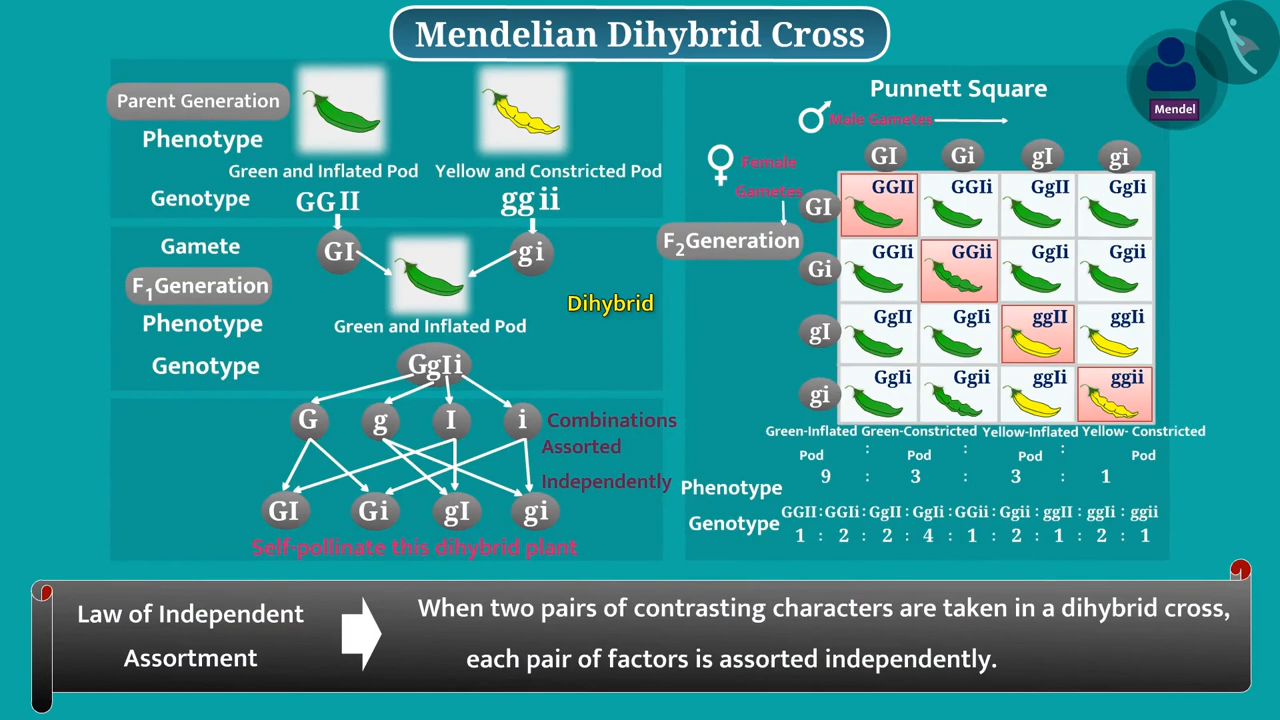 Mendelian Dihybrid Cross
Parent Generation
Phenotype
Green and Inflated Pod
Yellow and Constricted Pod
Genotype
GG II
gg ii
Gamete
GI
gi
F1 Generation
Phenotype
Green and Inflated Pod
Dihybrid
Genotype
GgIi
G g I i
Combinations
Assorted
Independently
GI Gi gI gi
Self-pollinate this dihybrid plant
Mendel
Punnett Square
Male Gametes
Female
Gametes
F2Generation
GI Gi gI gi
GI GGII GGIi GgII GgIi
Gi GGIi GGii GgIi Ggii
gI GgII GgIi ggII ggIi
gi GgIi Ggii ggIi ggii
Green-Inflated Green-Constricted Yellow-Inflated Yellow- Constricted
Pod : Pod : Pod : Pod
Phenotype 9 : 3 : 3 : 1
Genotype GGII : GGIi : GgII : GgIi : GGii : Ggii : ggII : ggIi : ggii
1 : 2 : 2 : 4 : 1 : 2 : 1 : 2 : 1
Law of Independent
Assortment
When two pairs of contrasting characters are taken in a dihybrid cross,
each pair of factors is assorted independently.